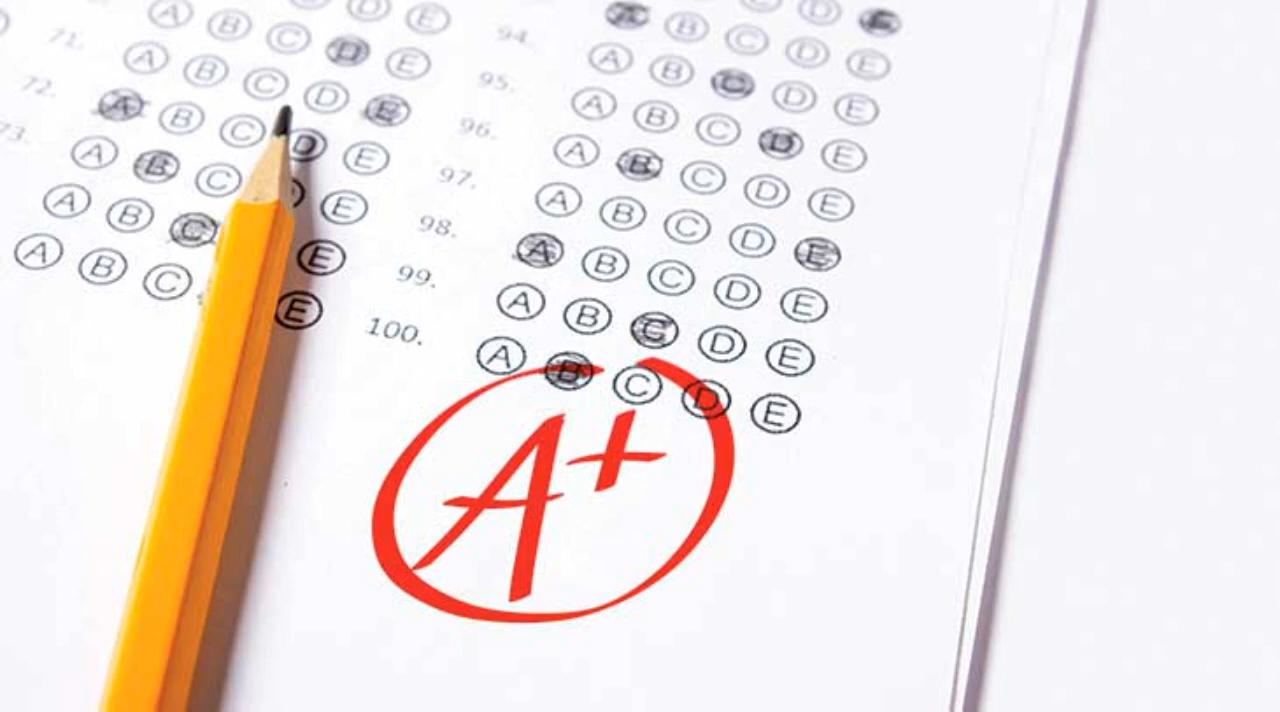 D E
A B C D E
71. A B C D E
72. A B C D E
73. A B C D E
A B C E
A B C E
D E
A B C D E
94. A B C D E
95. A B C D E
96. A B C D E
97. A B C D E
98. A B C D E
99. A B C D E
100. A B C D E
A+